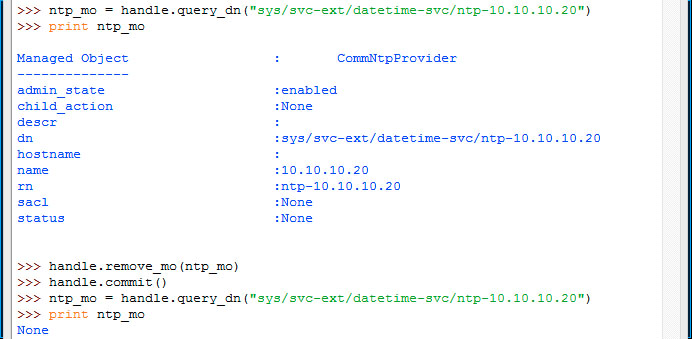 >>> ntp_mo = handle.query_dn("sys/svc-ext/datetime-svc/ntp-10.10.10.20")
>>> print ntp_mo
Managed Object                  :       CommNtpProvider
--------------
admin_state                     :enabled
child_action                    :None
descr                           :
dn                              :sys/svc-ext/datetime-svc/ntp-10.10.10.20
hostname                        :
name                            :10.10.10.20
rn                              :ntp-10.10.10.20
sacl                            :None
status                          :None
>>> handle.remove_mo(ntp_mo)
>>> handle.commit()
>>> ntp_mo = handle.query_dn("sys/svc-ext/datetime-svc/ntp-10.10.10.20")
>>> print ntp_mo
None